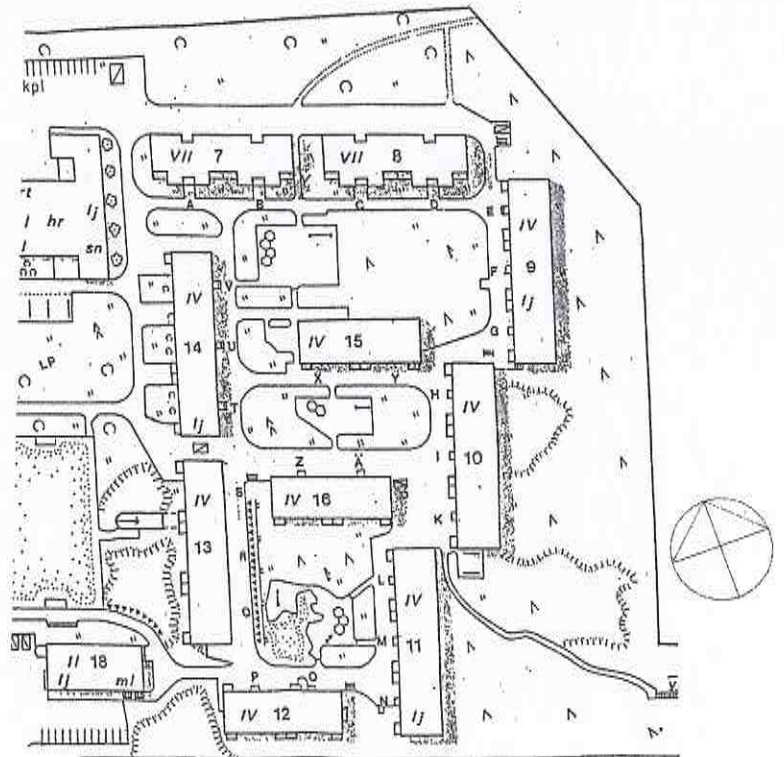 kpl
VII 7
VII 8
rt
l hr lj
l sn
A B C D
E
IV
F 9
lj
G
IV V
14
U
lj T
IV 15
X Y
LP
H
IV
I 10
K
Z Å
IV 16
S
IV
13
R
Q
L
IV
M 11
N
lj
II 18
lj ml
P O
IV 12